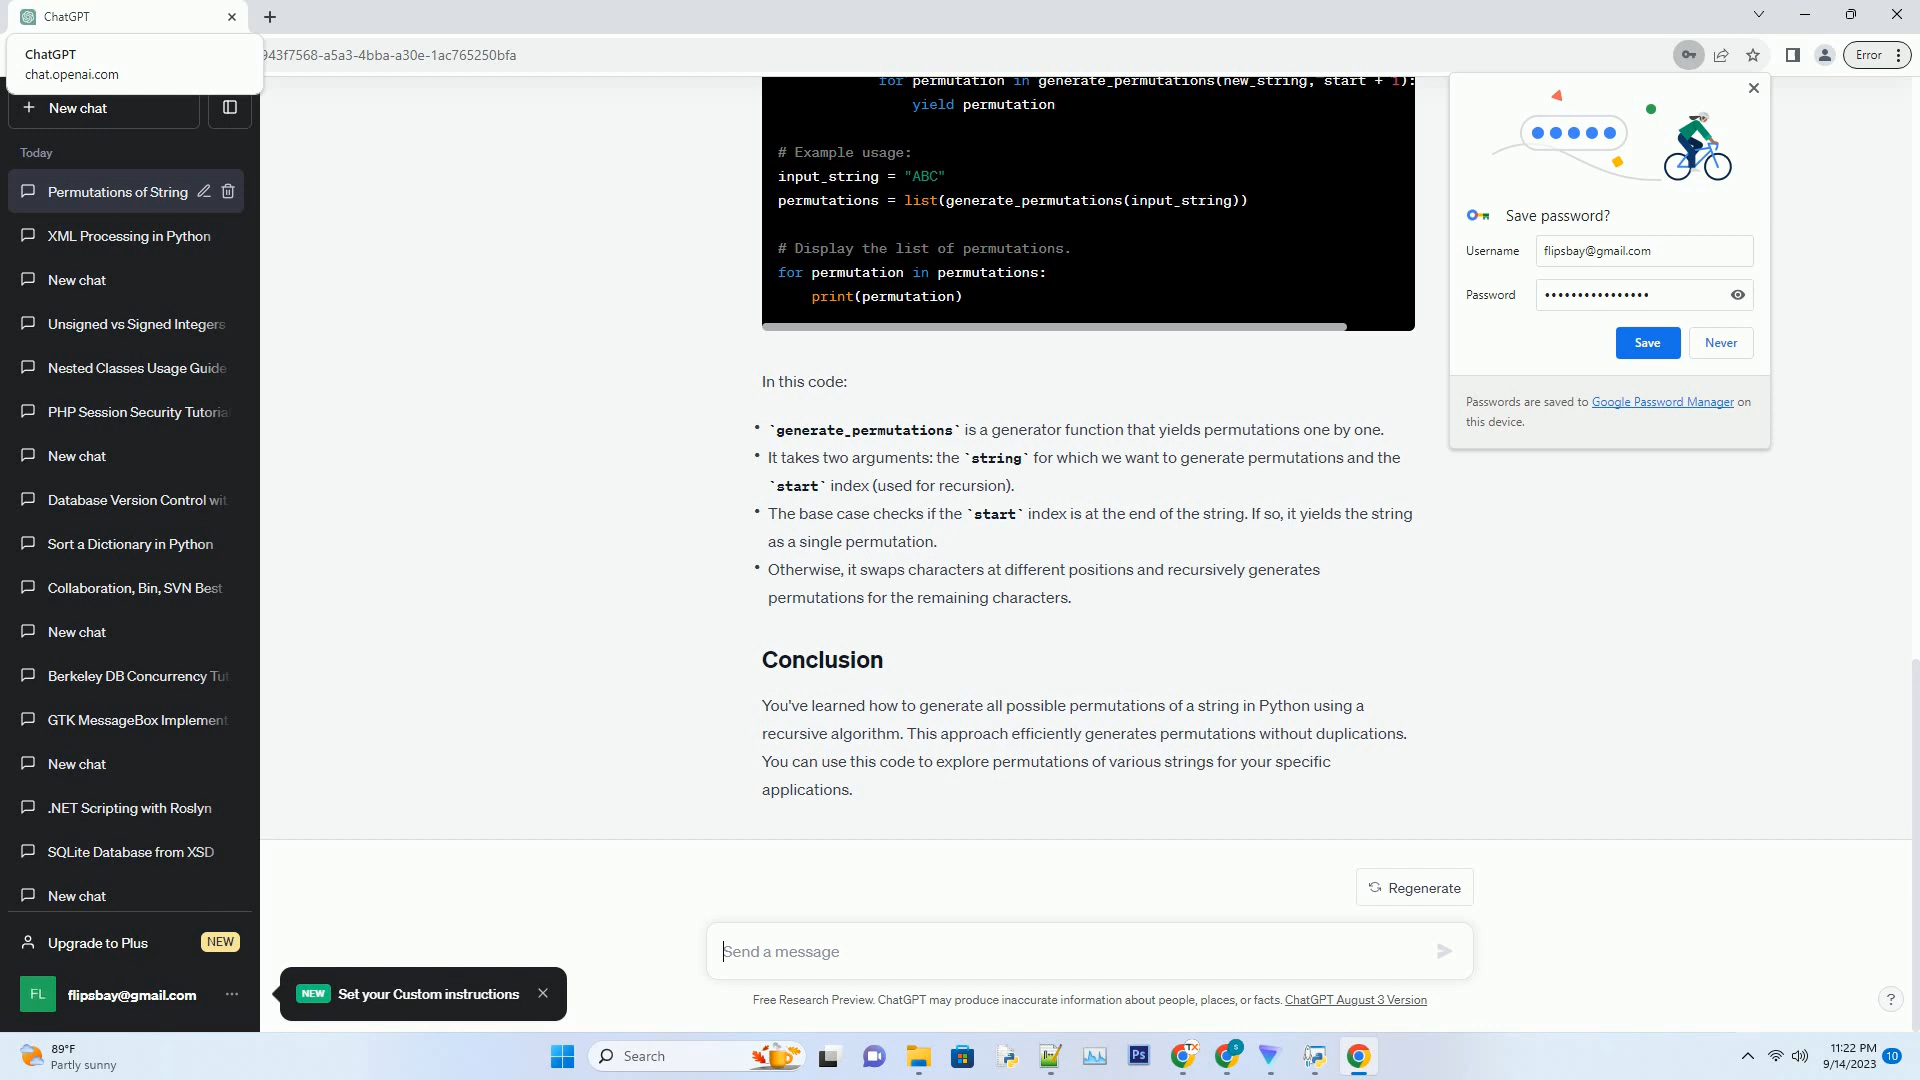 ChatGPT
ChatGPT
chat.openai.com
943f7568-a5a3-4bba-a30e-1ac765250bfa
Error
New chat
Today
Permutations of String
XML Processing in Python
New chat
Unsigned vs Signed Integers
Nested Classes Usage Guide
PHP Session Security Tutoria
New chat
Database Version Control wit
Sort a Dictionary in Python
Collaboration, Bin, SVN Best
New chat
Berkeley DB Concurrency Tut
GTK MessageBox Implement
New chat
.NET Scripting with Roslyn
SQLite Database from XSD
New chat
Upgrade to Plus NEW
FL flipsbay@gmail.com
for permutation in generate_permutations(new_string, start + 1):
yield permutation
# Example usage:
input_string = "ABC"
permutations = list(generate_permutations(input_string))
# Display the list of permutations.
for permutation in permutations:
print(permutation)
In this code:
• `generate_permutations` is a generator function that yields permutations one by one.
• It takes two arguments: the `string` for which we want to generate permutations and the
`start` index (used for recursion).
• The base case checks if the `start` index is at the end of the string. If so, it yields the string
as a single permutation.
• Otherwise, it swaps characters at different positions and recursively generates
permutations for the remaining characters.
Conclusion
You've learned how to generate all possible permutations of a string in Python using a
recursive algorithm. This approach efficiently generates permutations without duplications.
You can use this code to explore permutations of various strings for your specific
applications.
Regenerate
Send a message
Free Research Preview. ChatGPT may produce inaccurate information about people, places, or facts. ChatGPT August 3 Version
NEW Set your Custom instructions
?
Save password?
Username flipsbay@gmail.com
Password ••••••••••••••••
Save Never
Passwords are saved to Google Password Manager on
this device.
89°F
Partly sunny
Search
Ps
TX
S
11:22 PM
9/14/2023
10